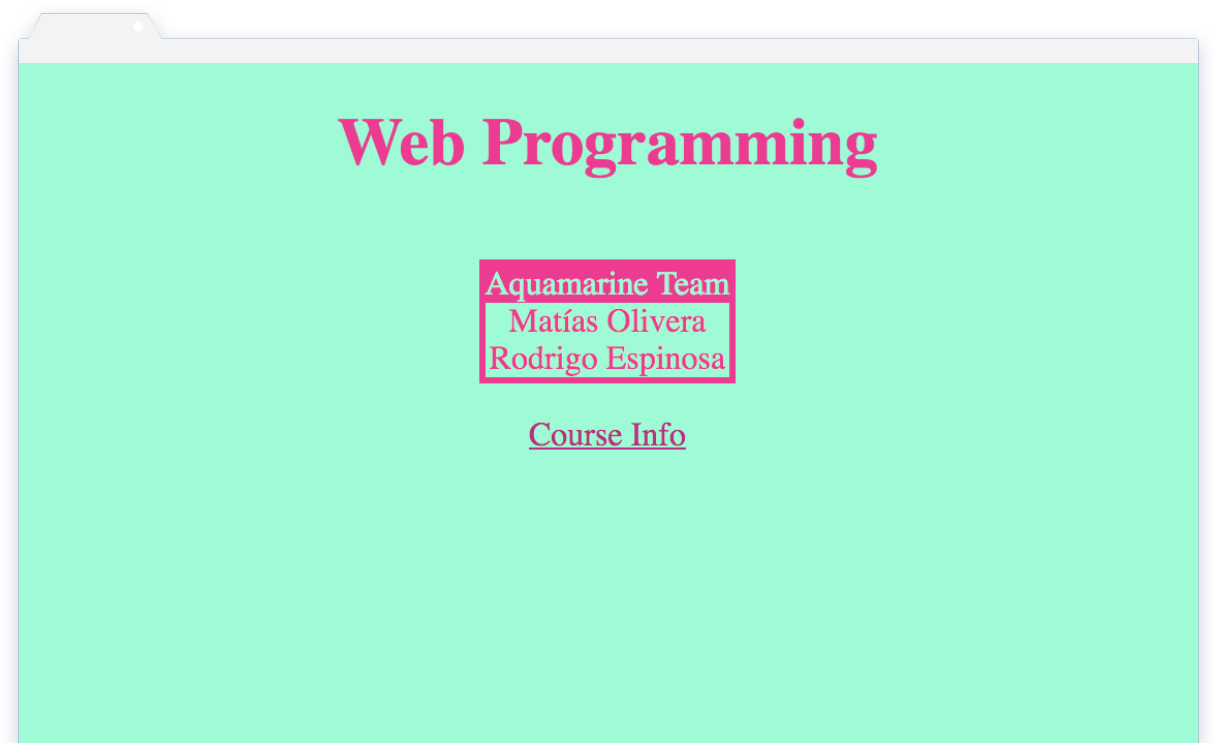 Web Programming
Aquamarine Team
Matías Olivera
Rodrigo Espinosa
Course Info